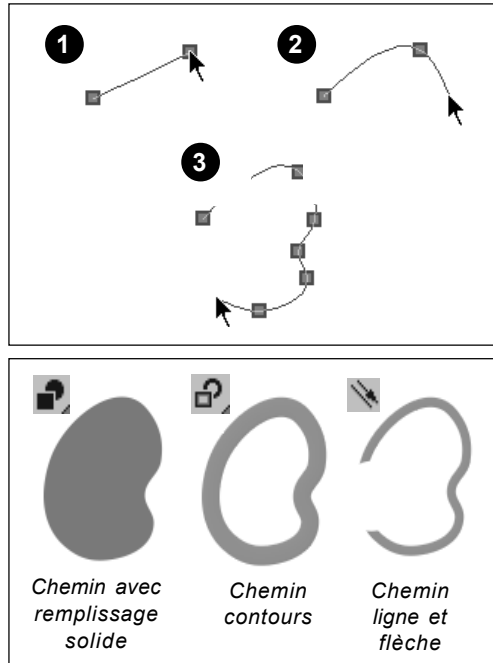 1
2
3
Chemin avec
remplissage
solide
Chemin
contours
Chemin
ligne et
flèche